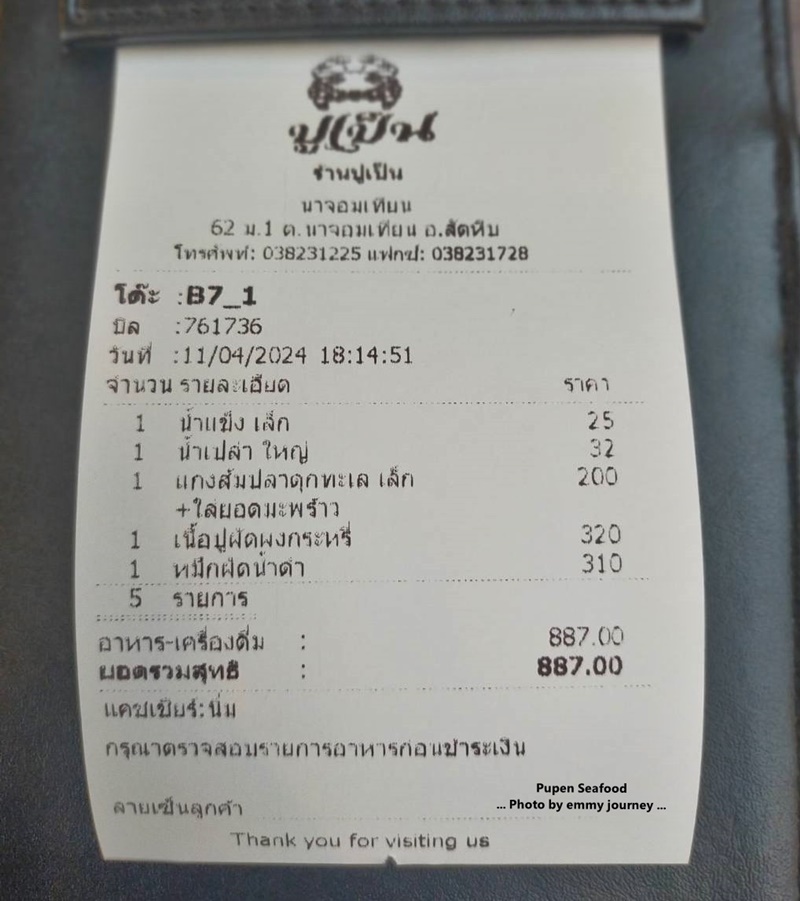 ปูเป็น
ร้านปูเป็น
นาจอมเทียน
62 ม.1 ต.นาจอมเทียน อ.สัตหีบ
โทรศัพท์: 038231225 แฟกซ์: 038231728
โต๊ะ :B7_1
บิล :761736
วันที่ :11/04/2024 18:14:51
จำนวน รายละเอียด ราคา
1 น้ำแข็ง เล็ก 25
1 น้ำเปล่า ใหญ่ 32
1 แกงส้มปลาดุกทะเล เล็ก 200
+ใส่ยอดมะพร้าว
1 เนื้อปูผัดผงกระหรี่ 320
1 หมึกผัดน้ำดำ 310
5 รายการ
อาหาร-เครื่องดื่ม : 887.00
ยอดรวมสุทธิ : 887.00
แคชเชียร์:นิ่ม
กรุณาตรวจสอบรายการอาหารก่อนชำระเงิน
Pupen Seafood
... Photo by emmy journey ...
ลายเซ็นลูกค้า
Thank you for visiting us